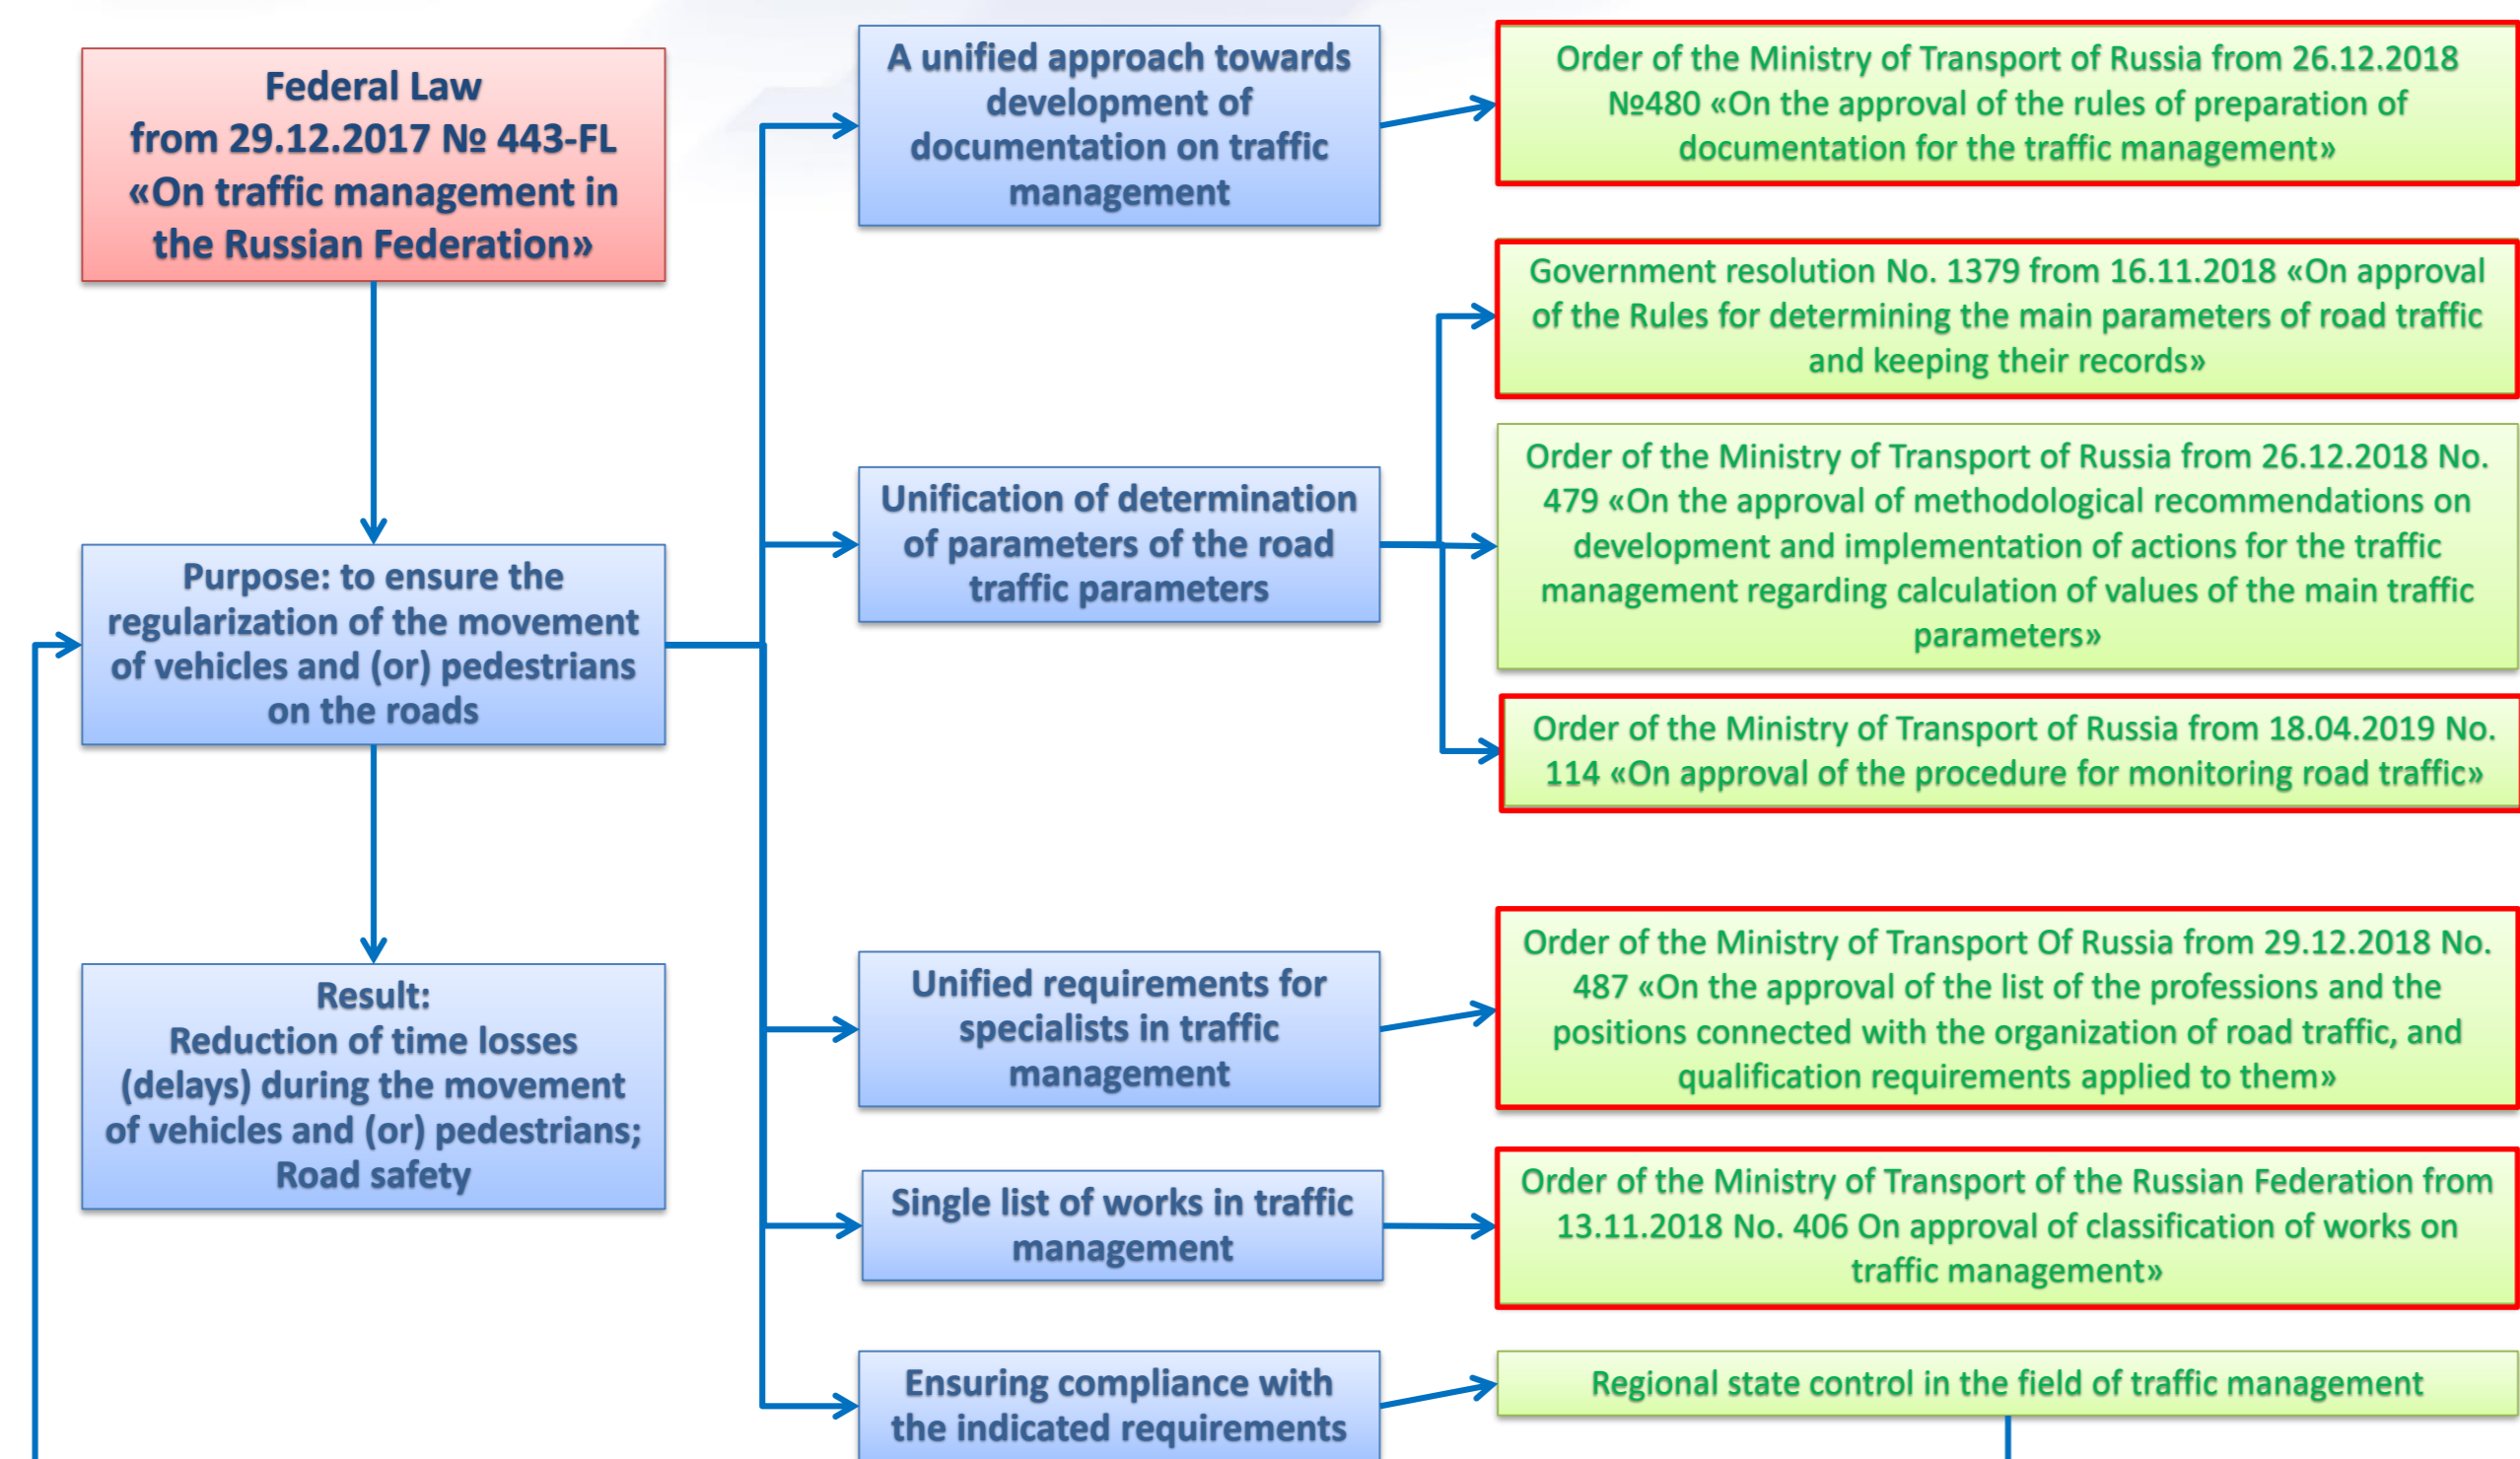 Federal Law
from 29.12.2017 № 443-FL
«On traffic management in
the Russian Federation»
Purpose: to ensure the
regularization of the movement
of vehicles and (or) pedestrians
on the roads
Result:
Reduction of time losses
(delays) during the movement
of vehicles and (or) pedestrians;
Road safety
A unified approach towards
development of
documentation on traffic
management
Unification of determination
of parameters of the road
traffic parameters
Unified requirements for
specialists in traffic
management
Single list of works in traffic
management
Ensuring compliance with
the indicated requirements
Order of the Ministry of Transport of Russia from 26.12.2018
№480 «On the approval of the rules of preparation of
documentation for the traffic management»
Government resolution No. 1379 from 16.11.2018 «On approval
of the Rules for determining the main parameters of road traffic
and keeping their records»
Order of the Ministry of Transport of Russia from 26.12.2018 No.
479 «On the approval of methodological recommendations on
development and implementation of actions for the traffic
management regarding calculation of values of the main traffic
parameters»
Order of the Ministry of Transport of Russia from 18.04.2019 No.
114 «On approval of the procedure for monitoring road traffic»
Order of the Ministry of Transport Of Russia from 29.12.2018 No.
487 «On the approval of the list of the professions and the
positions connected with the organization of road traffic, and
qualification requirements applied to them»
Order of the Ministry of Transport of the Russian Federation from
13.11.2018 No. 406 On approval of classification of works on
traffic management»
Regional state control in the field of traffic management